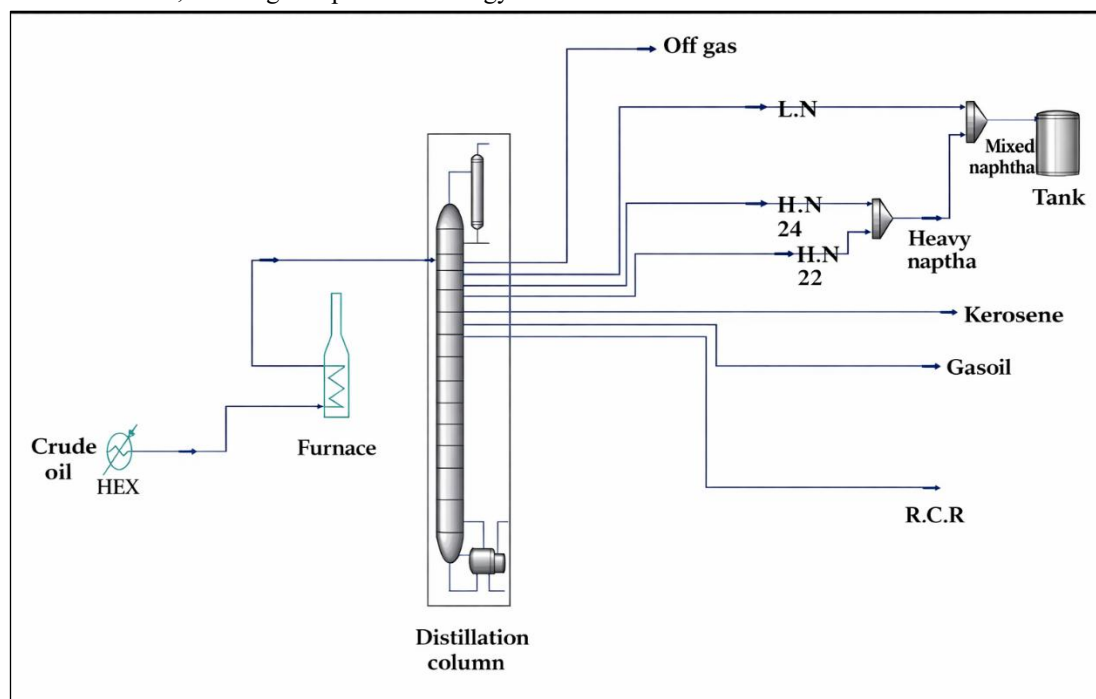 Off gas
L.N
Mixed
naphtha
Tank
H.N
24
Heavy
naptha
H.N
22
Kerosene
Gasoil
Crude
oil
HEX
Furnace
R.C.R
Distillation
column